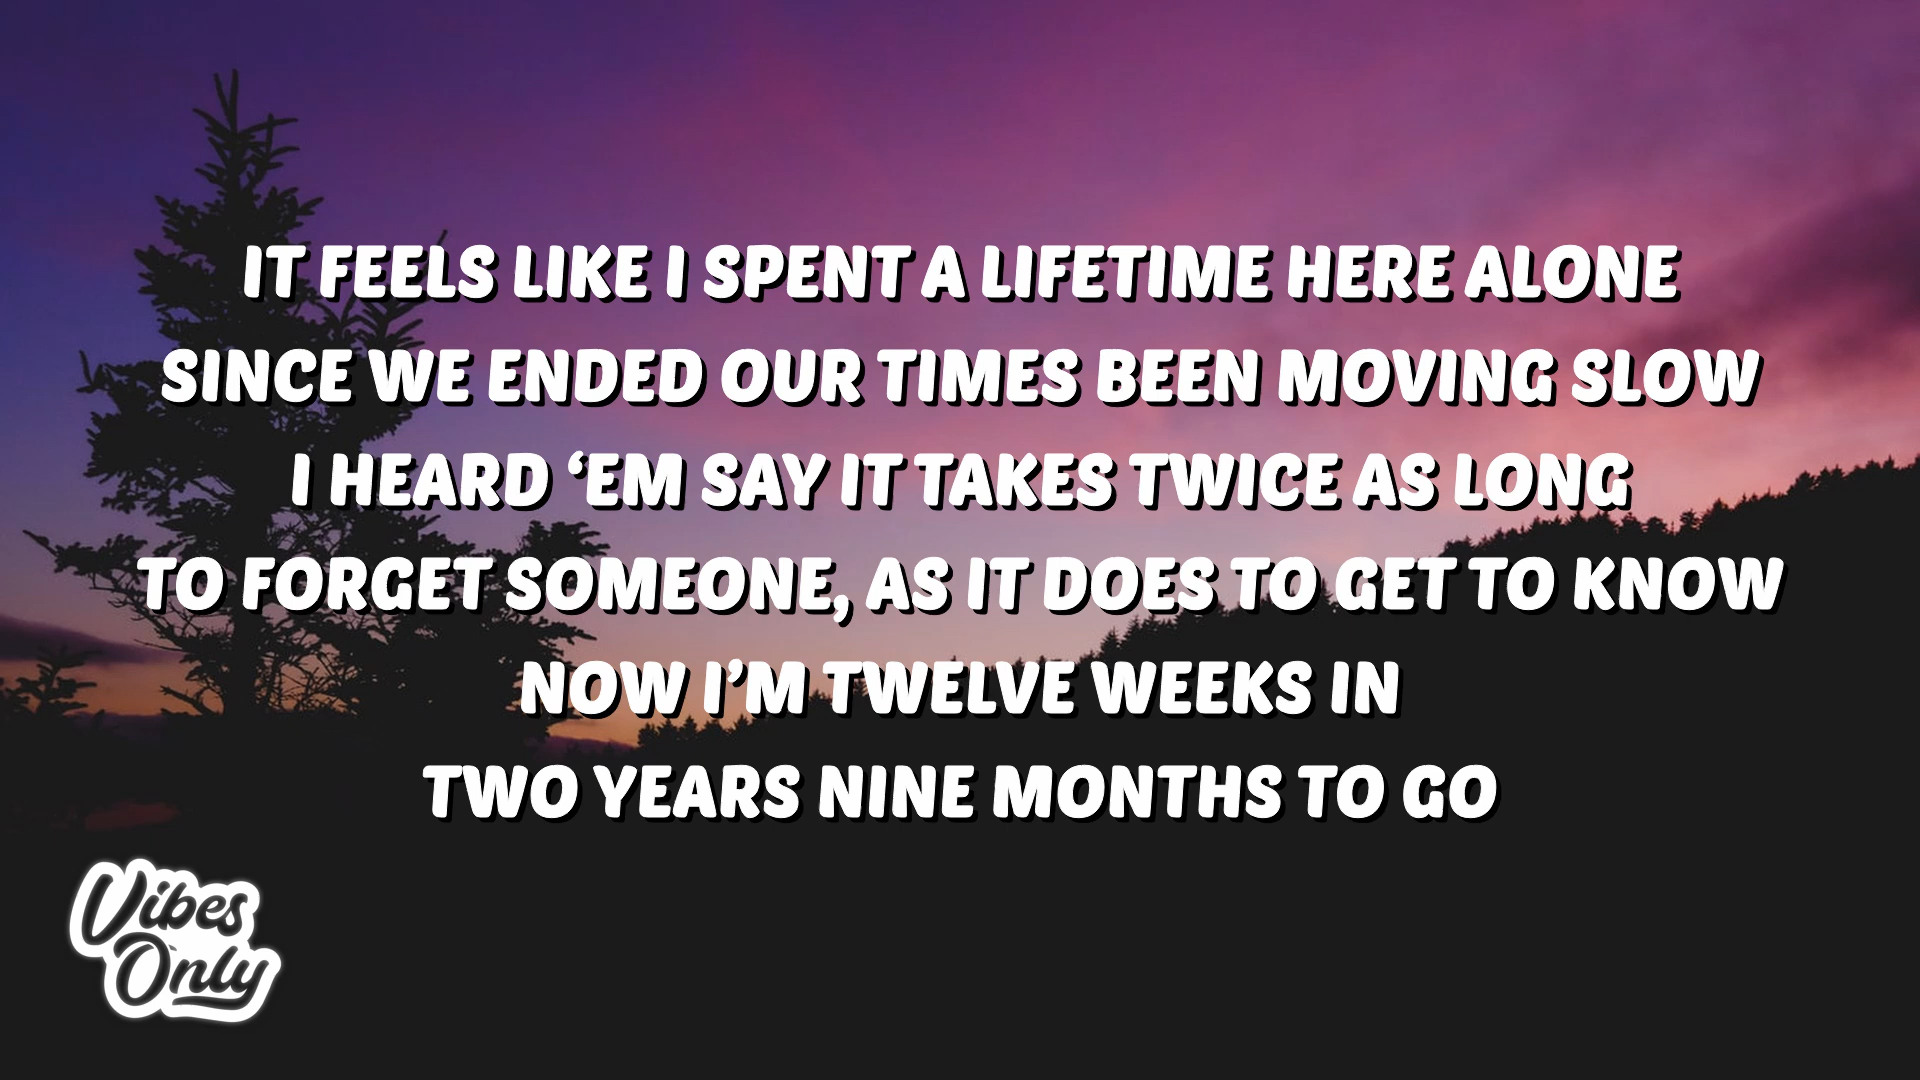 IT FEELS LIKE I SPENT A LIFETIME HERE ALONE
SINCE WE ENDED OUR TIMES BEEN MOVING SLOW
I HEARD ‘EM SAY IT TAKES TWICE AS LONG
TO FORGET SOMEONE, AS IT DOES TO GET TO KNOW
NOW I’M TWELVE WEEKS IN
TWO YEARS NINE MONTHS TO GO
Vibes
Only